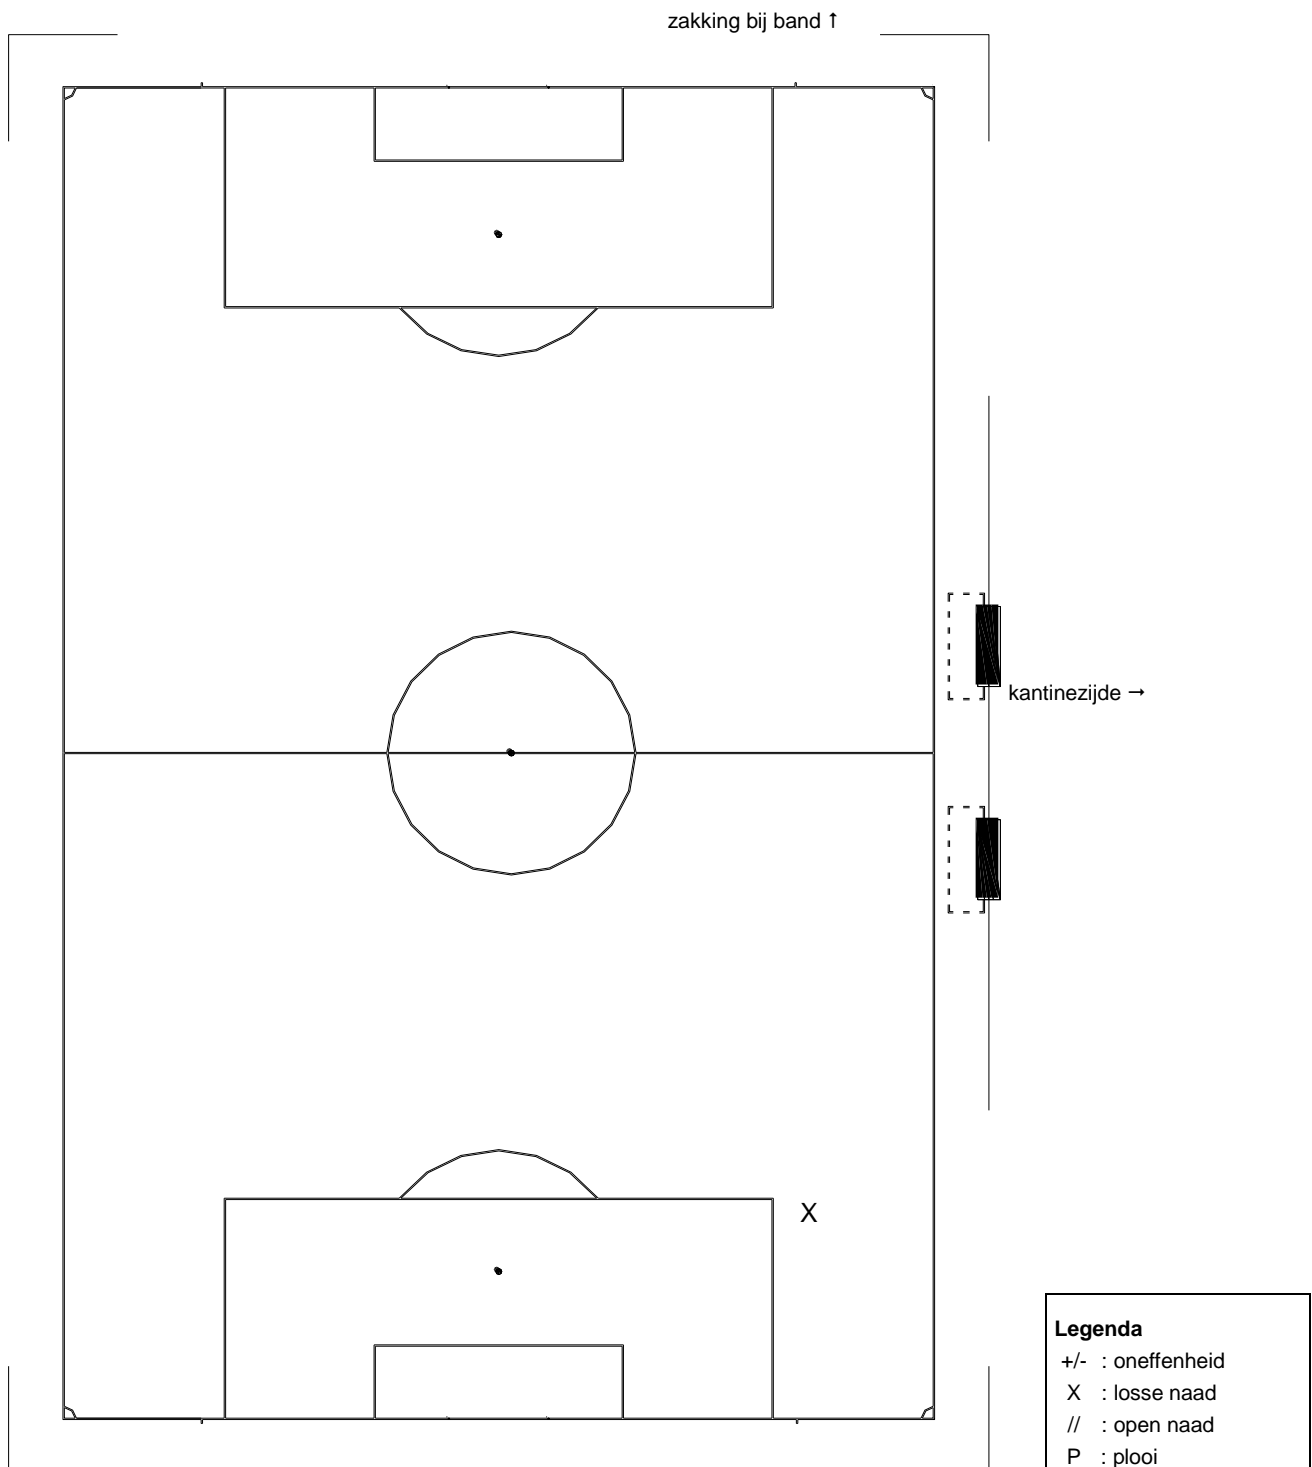 zakking bij band ↑
kantinezijde →
X
Legenda
+/- : oneffenheid
X : losse naad
// : open naad
P : plooi